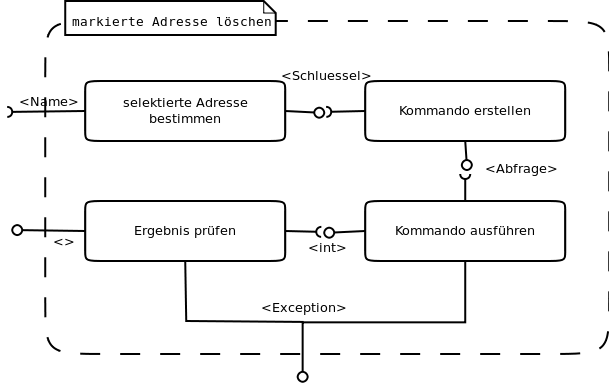 markierte Adresse löschen
<Schluessel>
<Name>
selektierte Adresse
bestimmen
Kommando erstellen
<Abfrage>
Ergebnis prüfen
Kommando ausführen
<>
<int>
<Exception>